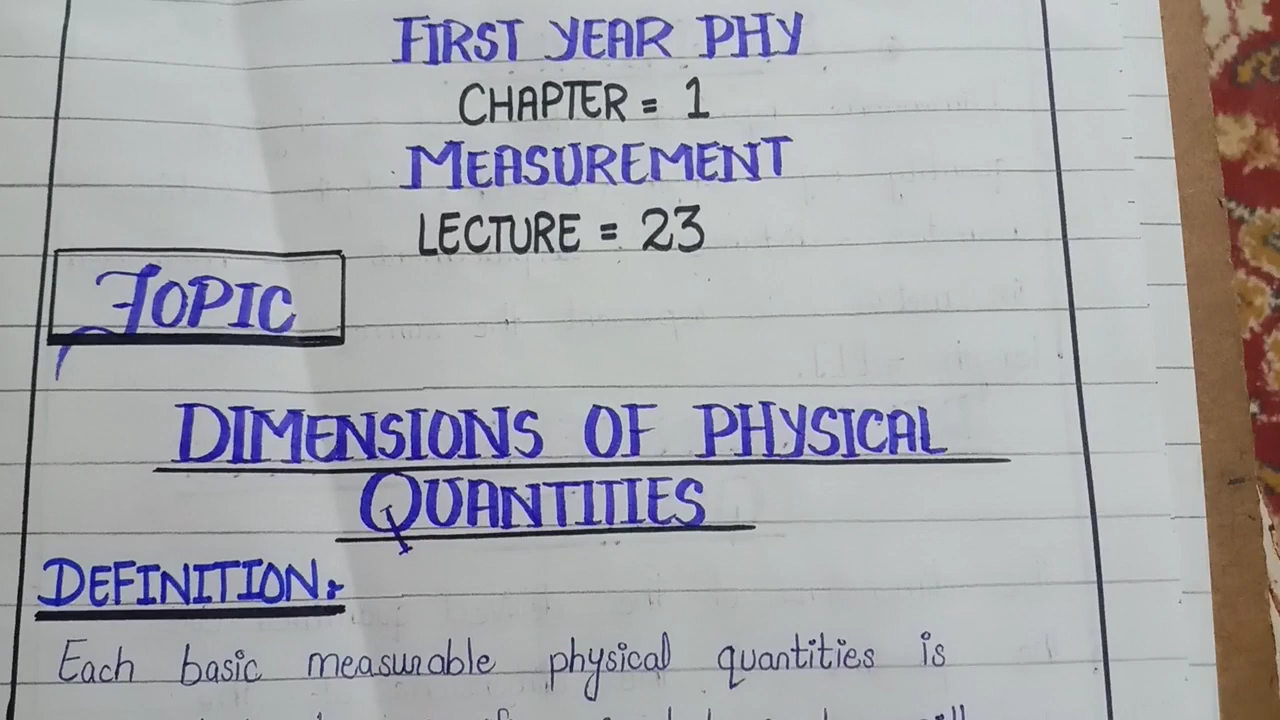 FIRST YEAR PHY
CHAPTER = 1
MEASUREMENT
LECTURE = 23
TOPIC
DIMENSIONS OF PHYSICAL
QUANTITIES
DEFINITION:
Each basic measurable physical quantities is